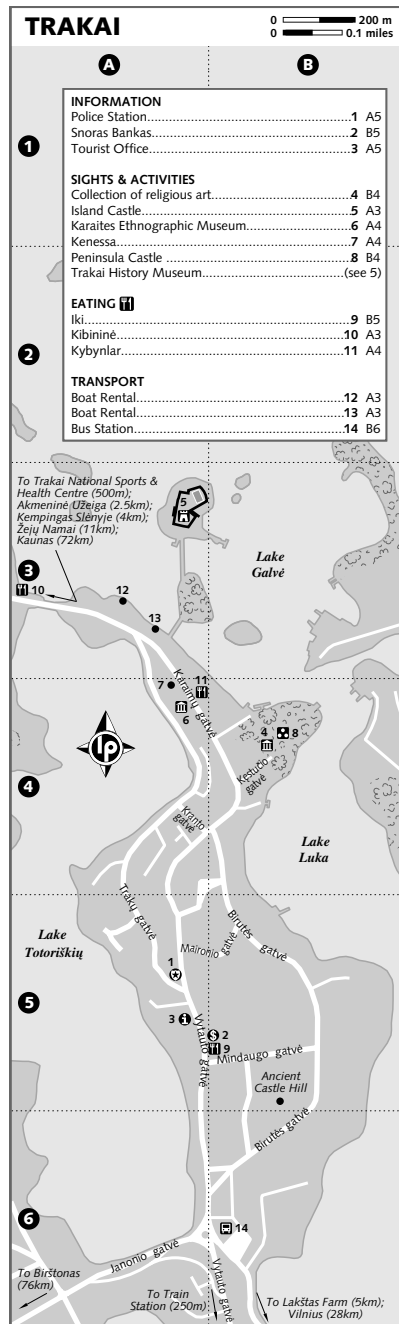 TRAKAI
0 200 m
0 0.1 miles
A B
1
INFORMATION
Police Station 1 A5
Snoras Bankas 2 B5
Tourist Office 3 A5
SIGHTS & ACTIVITIES
Collection of religious art 4 B4
Island Castle 5 A3
Karaites Ethnographic Museum 6 A4
Kenessa 7 A4
Peninsula Castle 8 B4
Trakai History Museum (see 5)
EATING
Iki 9 B5
Kibininė 10 A3
Kybynlar 11 A4
TRANSPORT
Boat Rental 12 A3
Boat Rental 13 A3
Bus Station 14 B6
2
To Trakai National Sports &
Health Centre (500m);
Akmeninė Užeiga (2.5km);
Kempingas Slėnyje (4km);
Žejų Namai (11km);
Kaunas (72km)
5
Lake
Galvė
3
10
12
13
Karaimų gatvė
7
11
6
lp
4
8
Kęstučio
gatvė
4
Kranto
gatvė
Lake
Luka
Trakų gatvė
Lake
Totoriškių
Maironio gatvė
Birutės gatvė
1
5
3
Vytauto gatvė
2
9
Mindaugo gatvė
Ancient
Castle Hill
Birutės gatvė
6
14
Janonio gatvė
Vytauto gatvė
To Birštonas
(76km)
To Train
Station (250m)
To Lakštas Farm (5km);
Vilnius (28km)